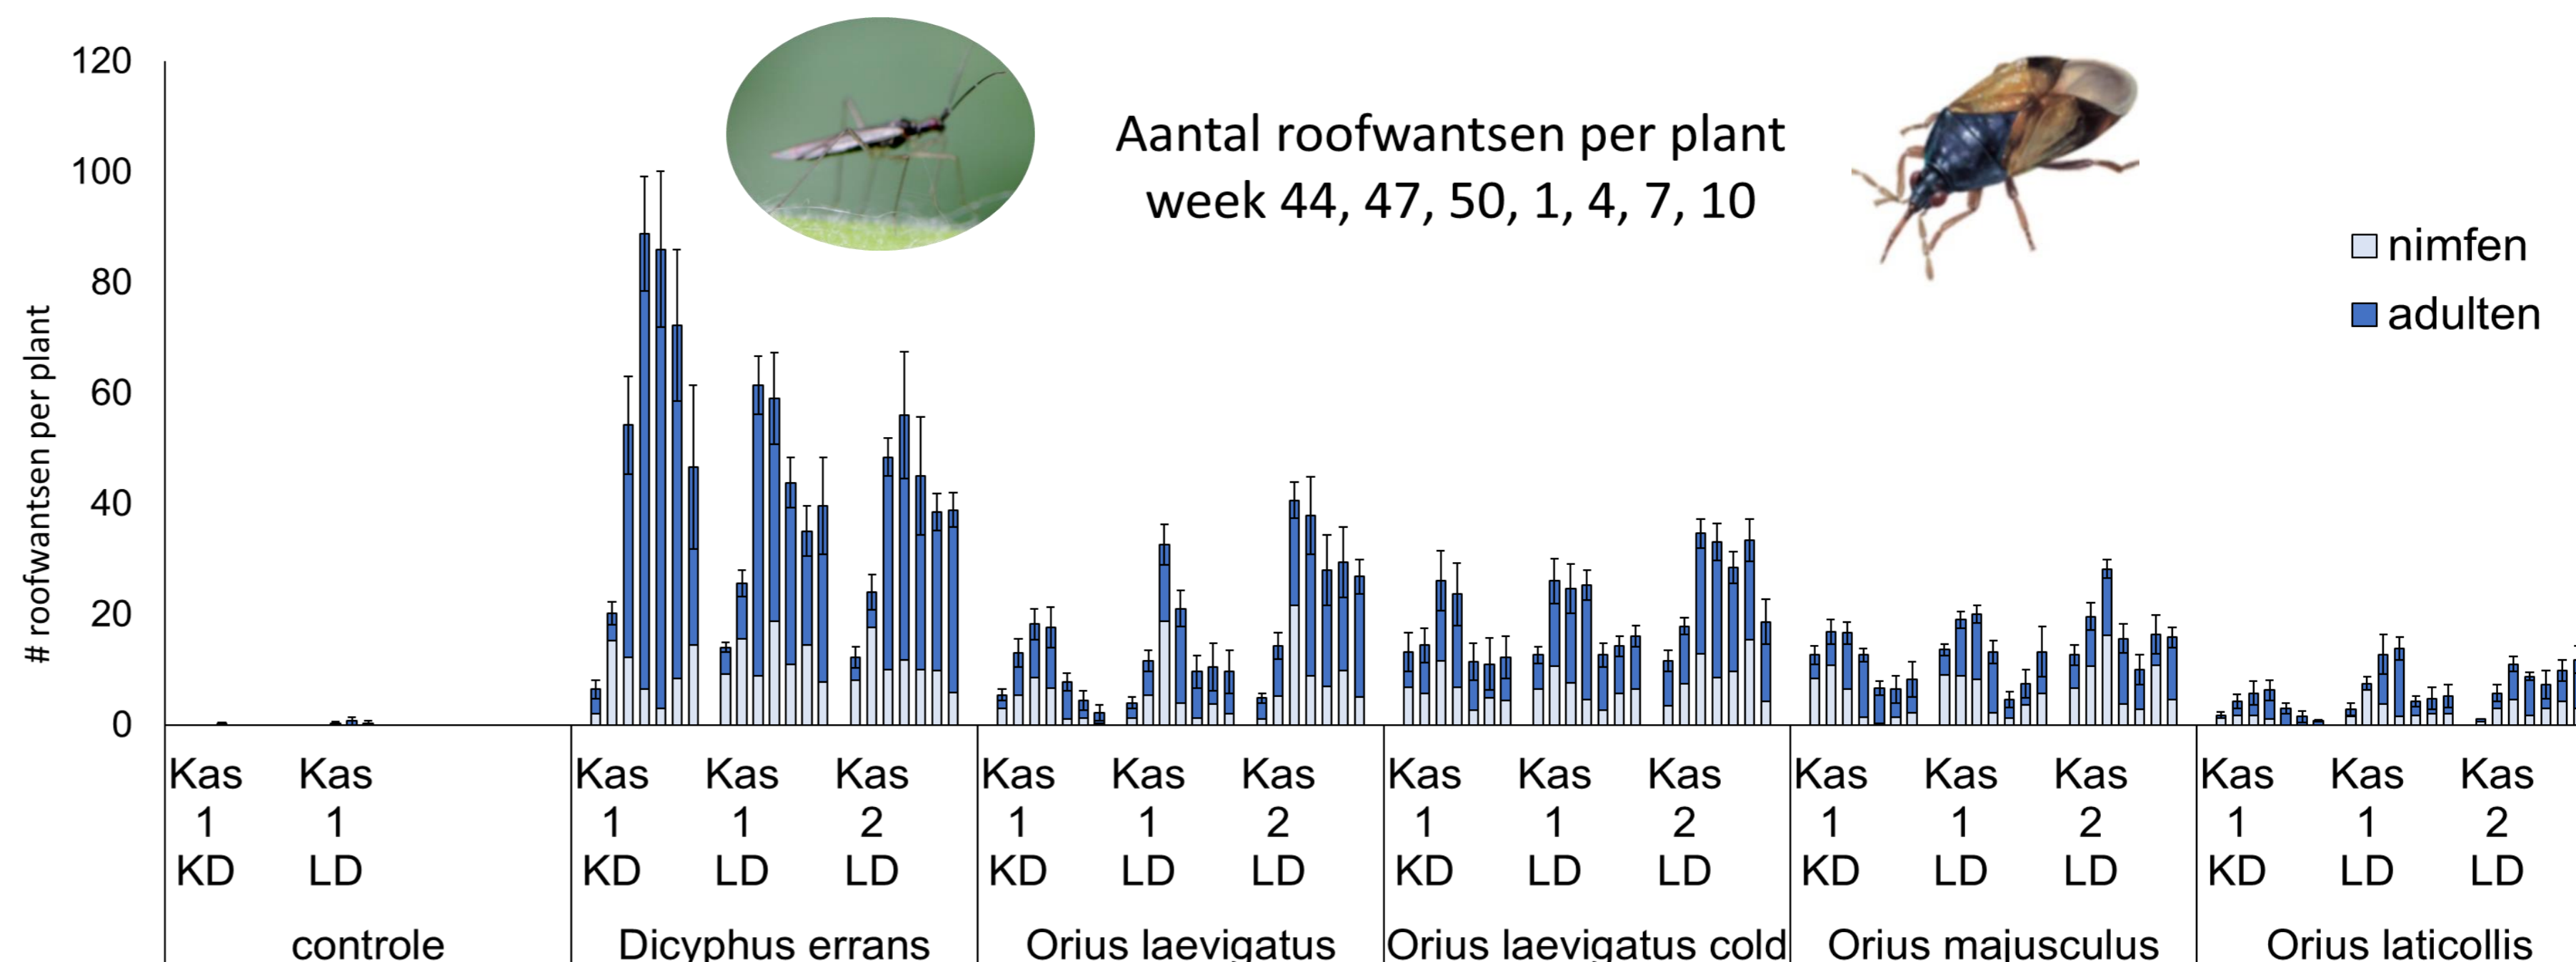 Aantal roofwantsen per plant
week 44, 47, 50, 1, 4, 7, 10
nimfen
adulten
# roofwantsen per plant
120
100
80
60
40
20
0
Kas 1 KD
Kas 1 LD
controle
Kas 1 KD
Kas 1 LD
Kas 2 LD
Dicyphus errans
Kas 1 KD
Kas 1 LD
Kas 2 LD
Orius laevigatus
Kas 1 KD
Kas 1 LD
Kas 2 LD
Orius laevigatus cold
Kas 1 KD
Kas 1 LD
Kas 2 LD
Orius majusculus
Kas 1 KD
Kas 1 LD
Kas 2 LD
Orius laticollis